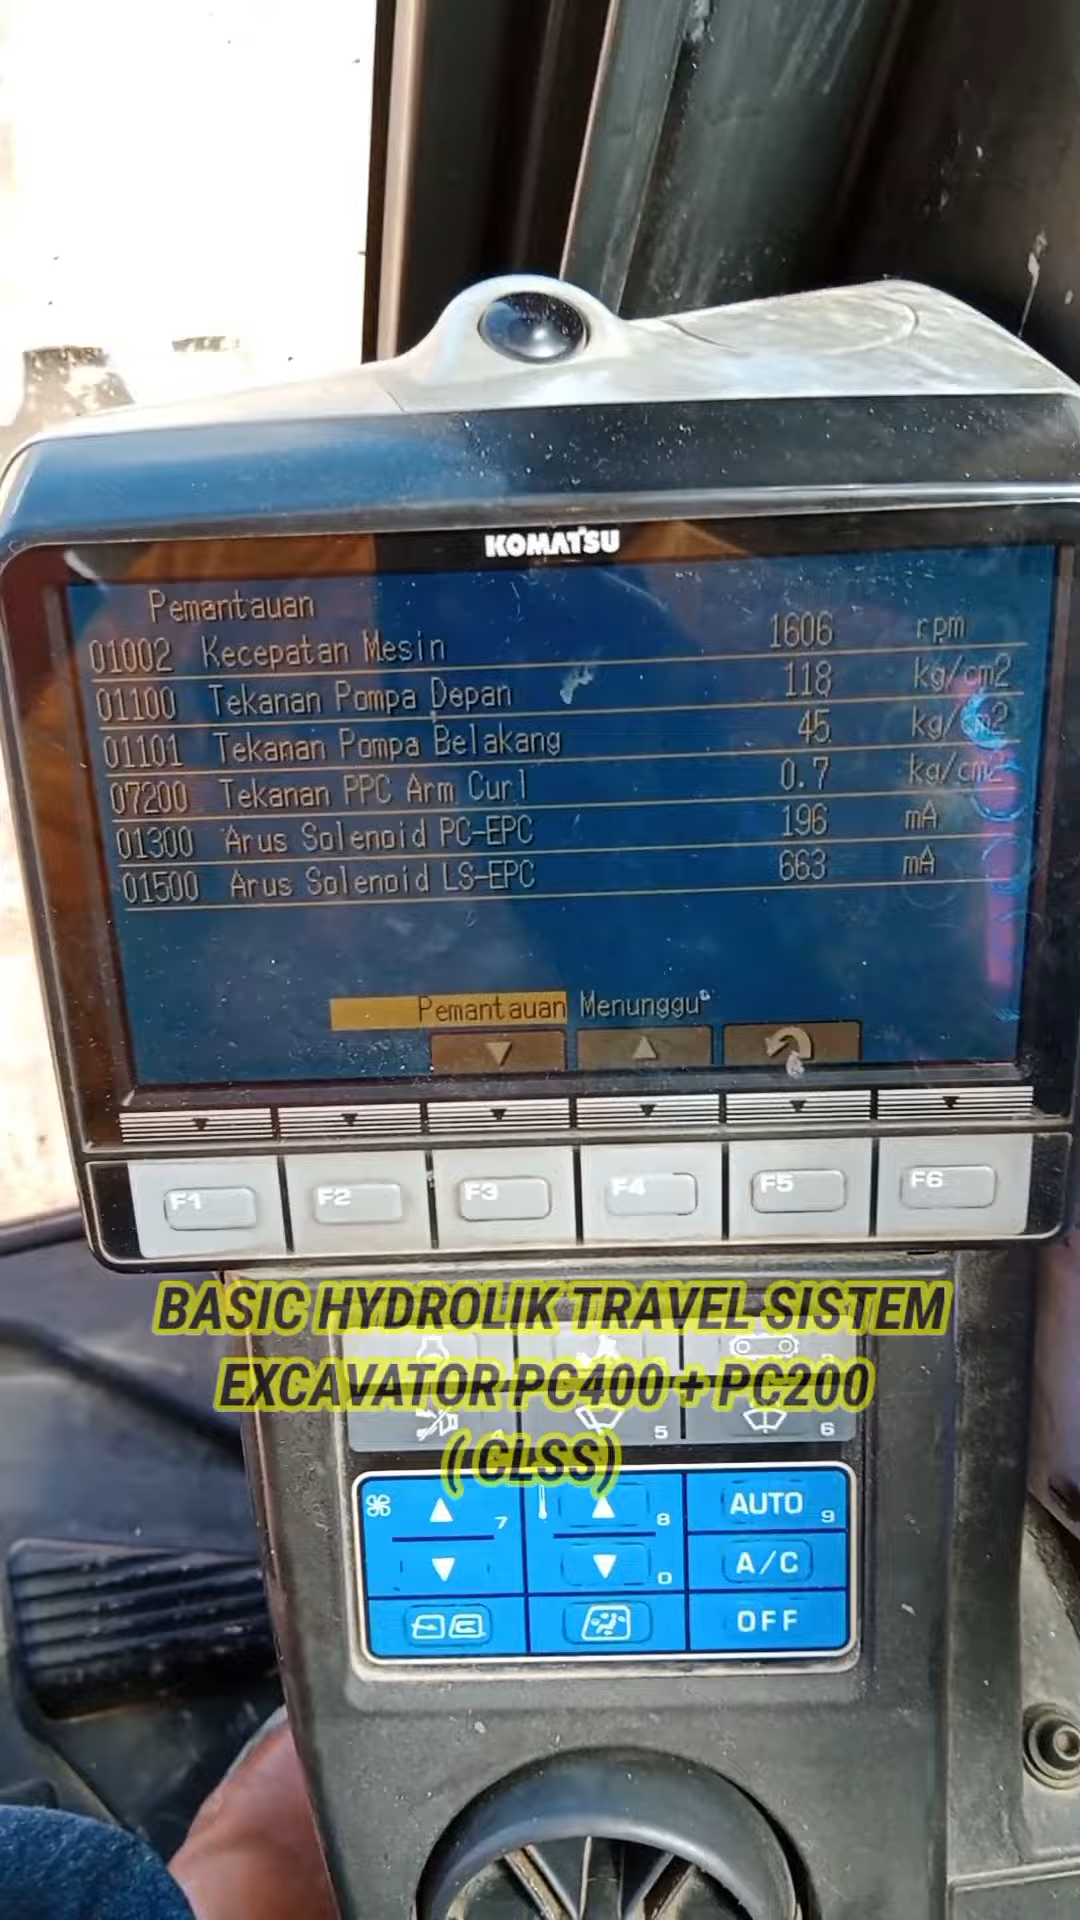 KOMATSU
Pemantauan
01002 Kecepatan Mesin 1606 rpm
01100 Tekanan Pompa Depan 118 kg/cm2
01101 Tekanan Pompa Belakang 45 kg/cm2
07200 Tekanan PPC Arm Curl 0.7 kg/cm2
01300 Arus Solenoid PC-EPC 196 mA
01500 Arus Solenoid LS-EPC 663 mA
Pemantauan Menunggu
F1 F2 F3 F4 F5 F6
BASIC HYDROLIK TRAVEL SISTEM
EXCAVATOR PC400 + PC200
( CLSS)
5 6
7 8 AUTO 9
0 A/C
OFF